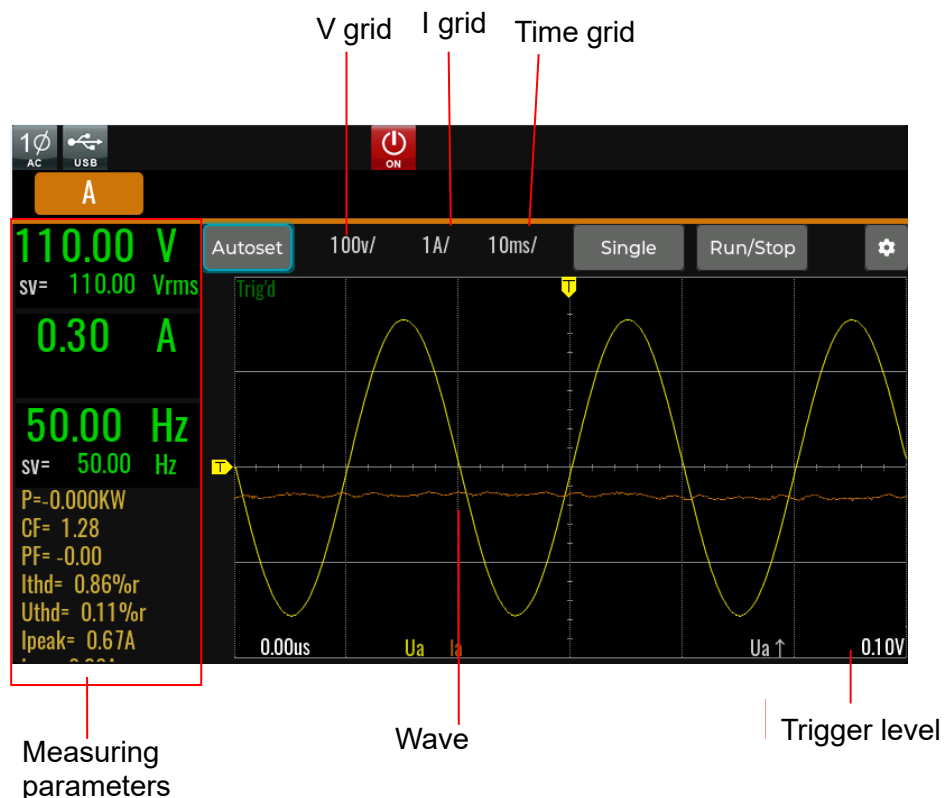 V grid I grid Time grid
1Ø
AC USB ON
A
110.00 V
SV= 110.00 Vrms
0.30 A
50.00 Hz
SV= 50.00 Hz
P=-0.000KW
CF= 1.28
PF= -0.00
Ithd= 0.86%r
Uthd= 0.11%r
Ipeak= 0.67A
Autoset 100v/ 1A/ 10ms/ Single Run/Stop
Trig'd
T
T
0.00us Ua Ia Ua↑ 0.10V
Measuring
parameters
Wave
Trigger level